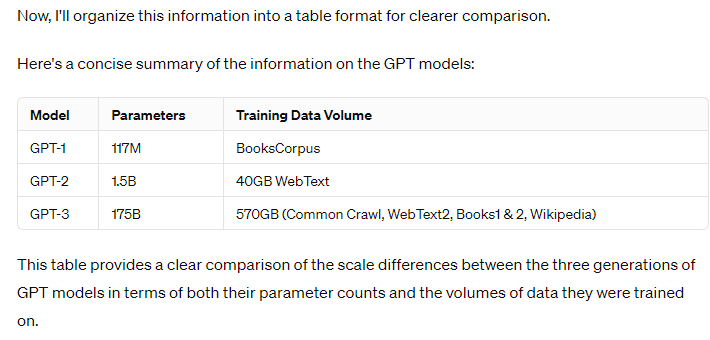 Now, I'll organize this information into a table format for clearer comparison.
Here's a concise summary of the information on the GPT models:
Model Parameters Training Data Volume
GPT-1 117M BooksCorpus
GPT-2 1.5B 40GB WebText
GPT-3 175B 570GB (Common Crawl, WebText2, Books1 & 2, Wikipedia)
This table provides a clear comparison of the scale differences between the three generations of
GPT models in terms of both their parameter counts and the volumes of data they were trained
on.